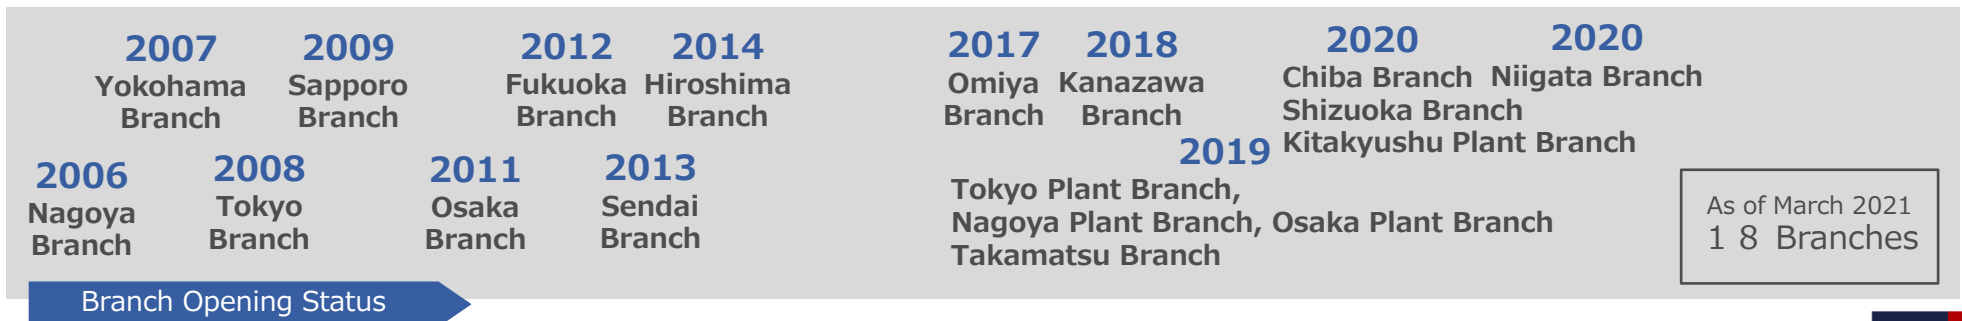 2007
Yokohama
Branch
2009
Sapporo
Branch
2012
Fukuoka
Branch
2014
Hiroshima
Branch
2017
Omiya
Branch
2018
Kanazawa
Branch
2020
Chiba Branch
Shizuoka Branch
Kitakyushu Plant Branch
2020
Niigata Branch
2006
Nagoya
Branch
2008
Tokyo
Branch
2011
Osaka
Branch
2013
Sendai
Branch
2019
Tokyo Plant Branch,
Nagoya Plant Branch, Osaka Plant Branch
Takamatsu Branch
As of March 2021
1 8 Branches
Branch Opening Status